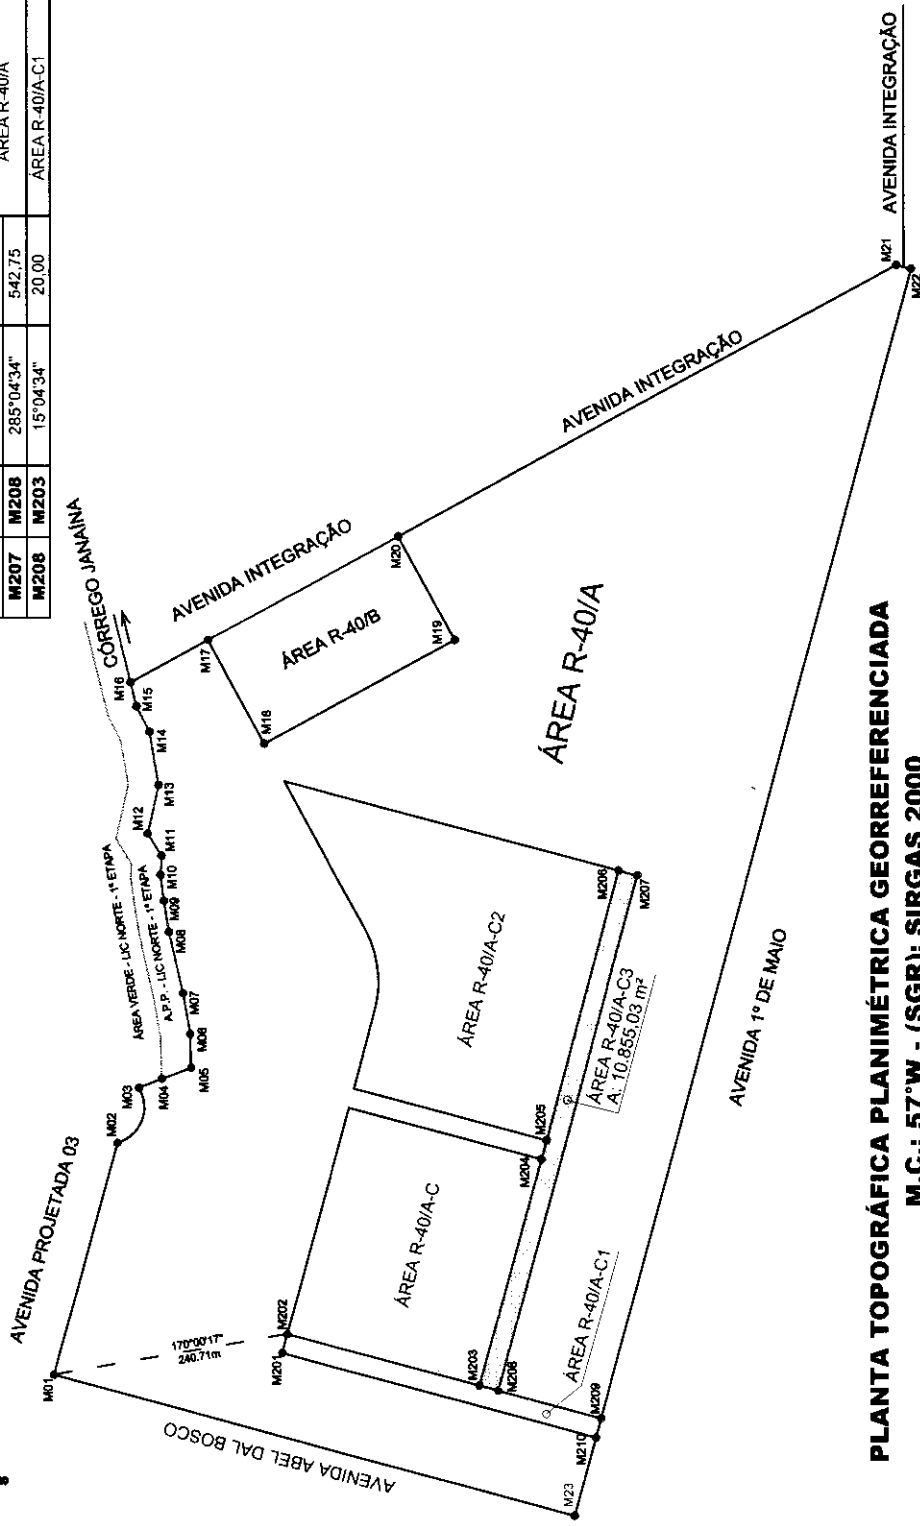 ÁREA R-40/A
M207 M208 285°04'34" 542,75
M208 M203 15°04'34" 20,00 ÁREA R-40/A-C1
CÓRREGO JANAÍNA
AVENIDA PROJETADA 03
ÁREA VERDE - LIC NORTE - 1ª ETAPA
A.P.P. - LIC NORTE - 1ª ETAPA
M01
M02
M03
M04
M05
M06
M07
M08
M09
M10
M11
M12
M13
M14
M15
M16
M17
M18
M19
M20
M21
M22
M23
AVENIDA INTEGRAÇÃO
AVENIDA INTEGRAÇÃO
AVENIDA INTEGRAÇÃO
ÁREA R-40/B
ÁREA R-40/A
170°00'17"
240.71m
M201
M202
M203
M204
M205
M206
M207
M208
M209
M210
AVENIDA ABEL DAL BOSCO
ÁREA R-40/A-C
ÁREA R-40/A-C2
ÁREA R-40/A-C3
A: 10.855,03 m²
ÁREA R-40/A-C1
AVENIDA 1º DE MAIO
PLANTA TOPOGRÁFICA PLANIMÉTRICA GEORREFERENCIADA
M.C.: 57°W - (SGR): SIRGAS 2000